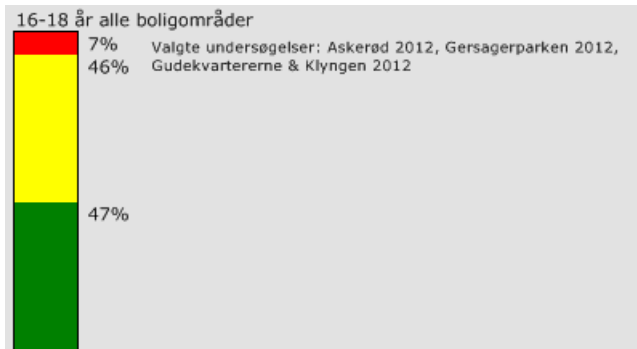 16-18 år alle boligområder
7%
Valgte undersøgelser: Askerød 2012, Gersagerparken 2012,
46%
Gudekvartererne & Klyngen 2012
47%